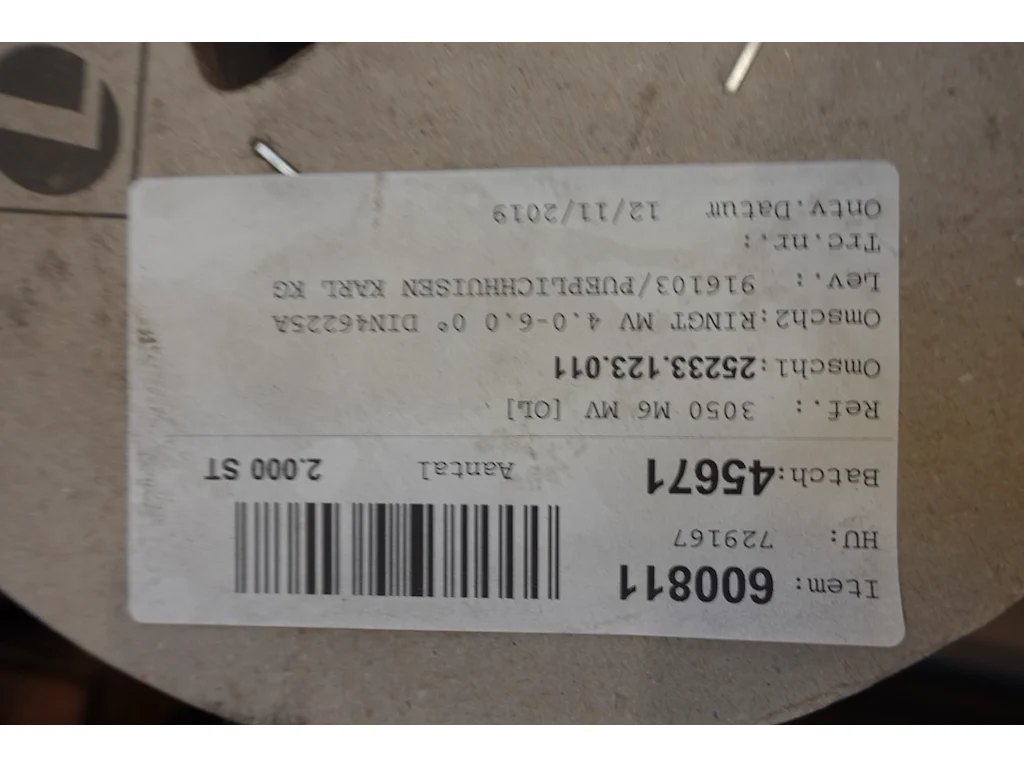 Item: 600811
HU: 729167
Batch:45671 Aantal 2.000 ST
Ref.: 3050 M6 MV [OL]
Omsch1:25233.123.011
Omsch2:RINGT MV 4.0-6.0 0° DIN46225A
Lev.: 916103/PUEPLICHHUISEN KARL KG
Trc.nr.:
Ontv.Datum 12/11/2019